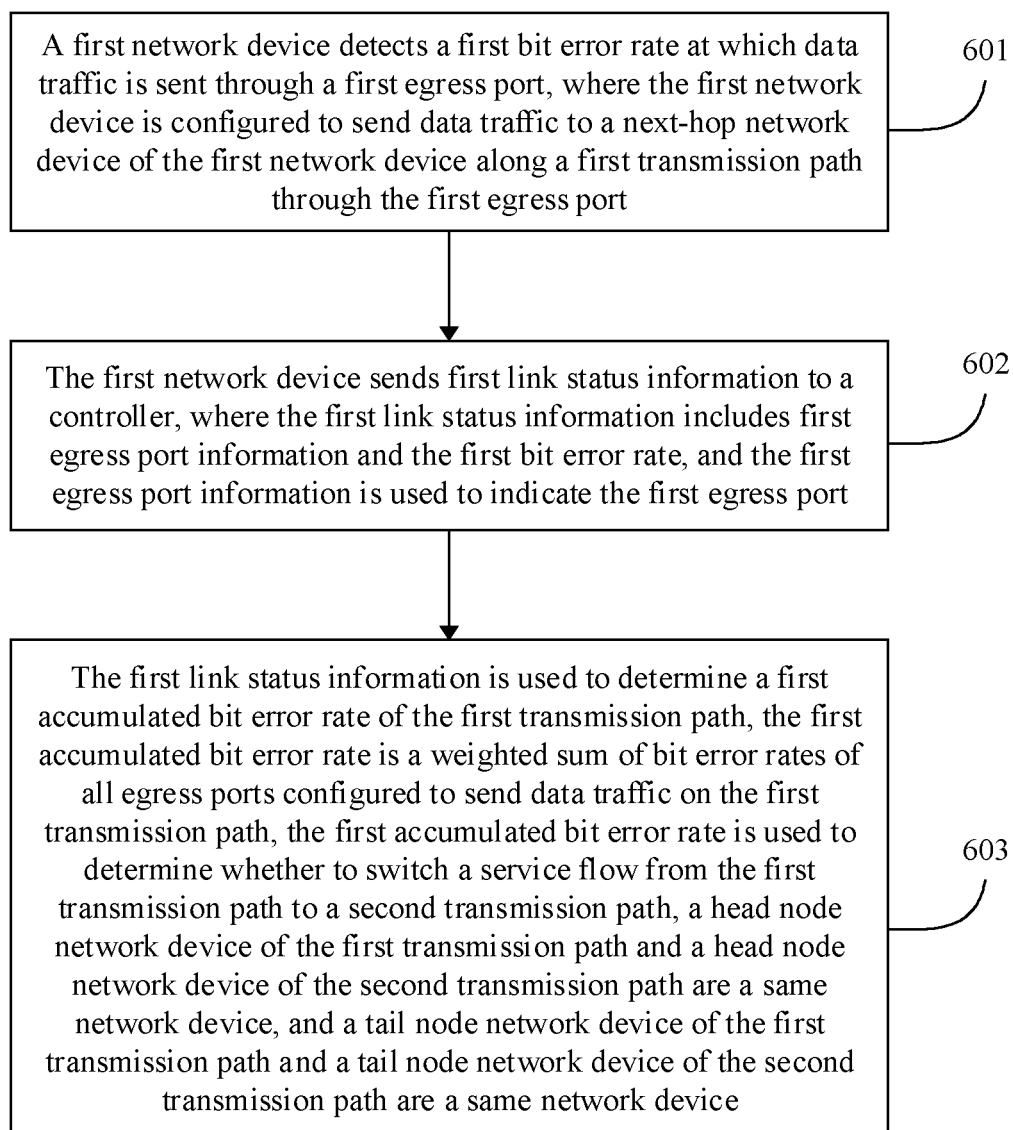 A first network device detects a first bit error rate at which data
traffic is sent through a first egress port, where the first network
device is configured to send data traffic to a next-hop network
device of the first network device along a first transmission path
through the first egress port
601
The first network device sends first link status information to a
controller, where the first link status information includes first
egress port information and the first bit error rate, and the first
egress port information is used to indicate the first egress port
602
The first link status information is used to determine a first
accumulated bit error rate of the first transmission path, the first
accumulated bit error rate is a weighted sum of bit error rates of
all egress ports configured to send data traffic on the first
transmission path, the first accumulated bit error rate is used to
determine whether to switch a service flow from the first
transmission path to a second transmission path, a head node
network device of the first transmission path and a head node
network device of the second transmission path are a same
network device, and a tail node network device of the first
transmission path and a tail node network device of the second
transmission path are a same network device
603